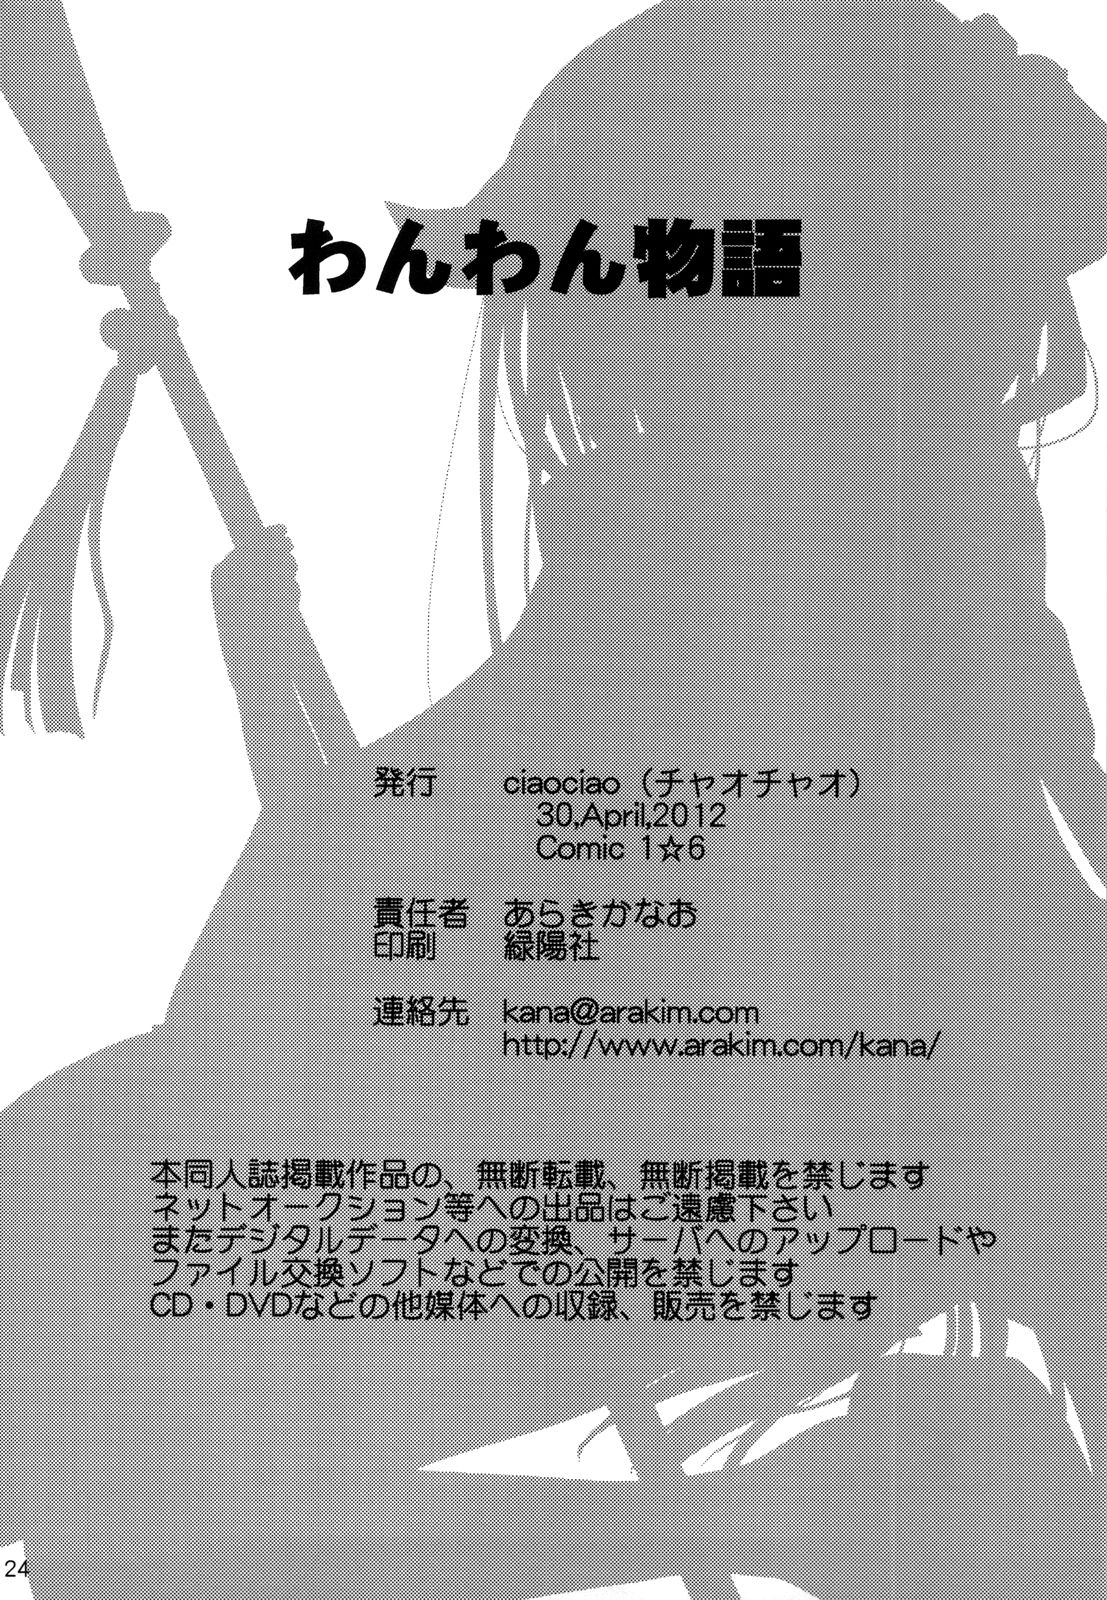 わんわん物語
発行 ciaociao（チャオチャオ）
30,April,2012
Comic 1☆6
責任者 あらきかなお
印刷 緑陽社
連絡先 kana@arakim.com
http://www.arakim.com/kana/
本同人誌掲載作品の、無断転載、無断掲載を禁じます
ネットオークション等への出品はご遠慮下さい
またデジタルデータへの変換、サーバへのアップロードや
ファイル交換ソフトなどでの公開を禁じます
CD・DVDなどの他媒体への収録、販売を禁じます
24